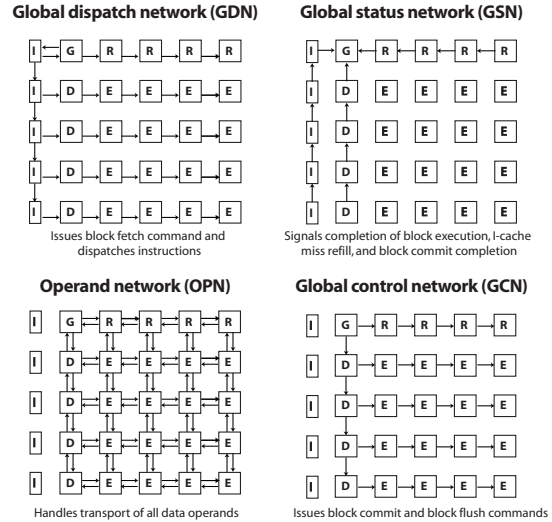 Global dispatch network (GDN)
I G R R R R
I D E E E E
I D E E E E
I D E E E E
I D E E E E
Issues block fetch command and
dispatches instructions
Global status network (GSN)
I G R R R R
I D E E E E
I D E E E E
I D E E E E
I D E E E E
Signals completion of block execution, I-cache
miss refill, and block commit completion
Operand network (OPN)
I G R R R R
I D E E E E
I D E E E E
I D E E E E
I D E E E E
Handles transport of all data operands
Global control network (GCN)
I G R R R R
I D E E E E
I D E E E E
I D E E E E
I D E E E E
Issues block commit and block flush commands